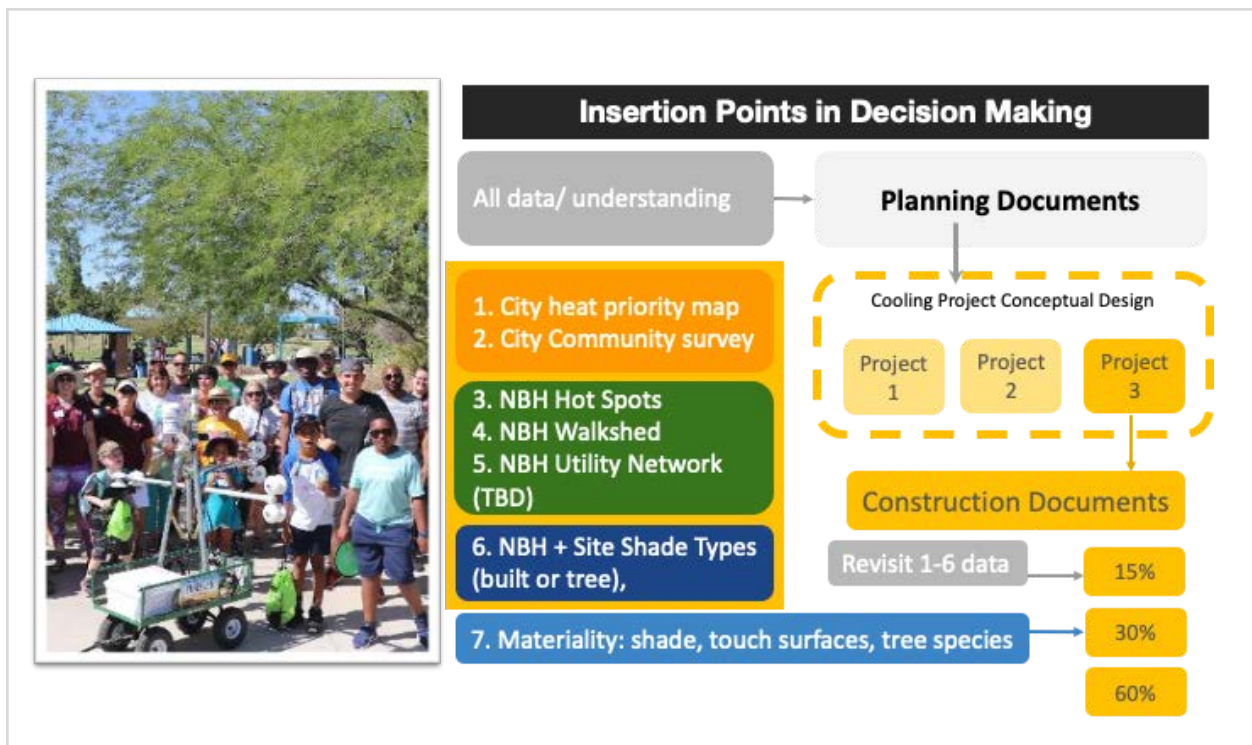 Insertion Points in Decision Making
All data/ understanding
Planning Documents
1. City heat priority map
2. City Community survey
3. NBH Hot Spots
4. NBH Walkshed
5. NBH Utility Network
(TBD)
6. NBH + Site Shade Types
(built or tree),
7. Materiality: shade, touch surfaces, tree species
Cooling Project Conceptual Design
Project
1
Project
2
Project
3
Construction Documents
Revisit 1-6 data
15%
30%
60%